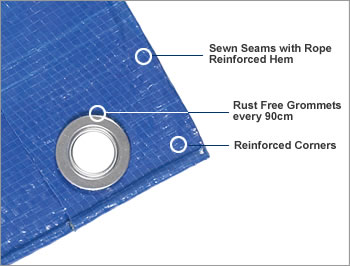 Sewn Seams with Rope
Reinforced Hem
Rust Free Grommets
every 90cm
Reinforced Corners